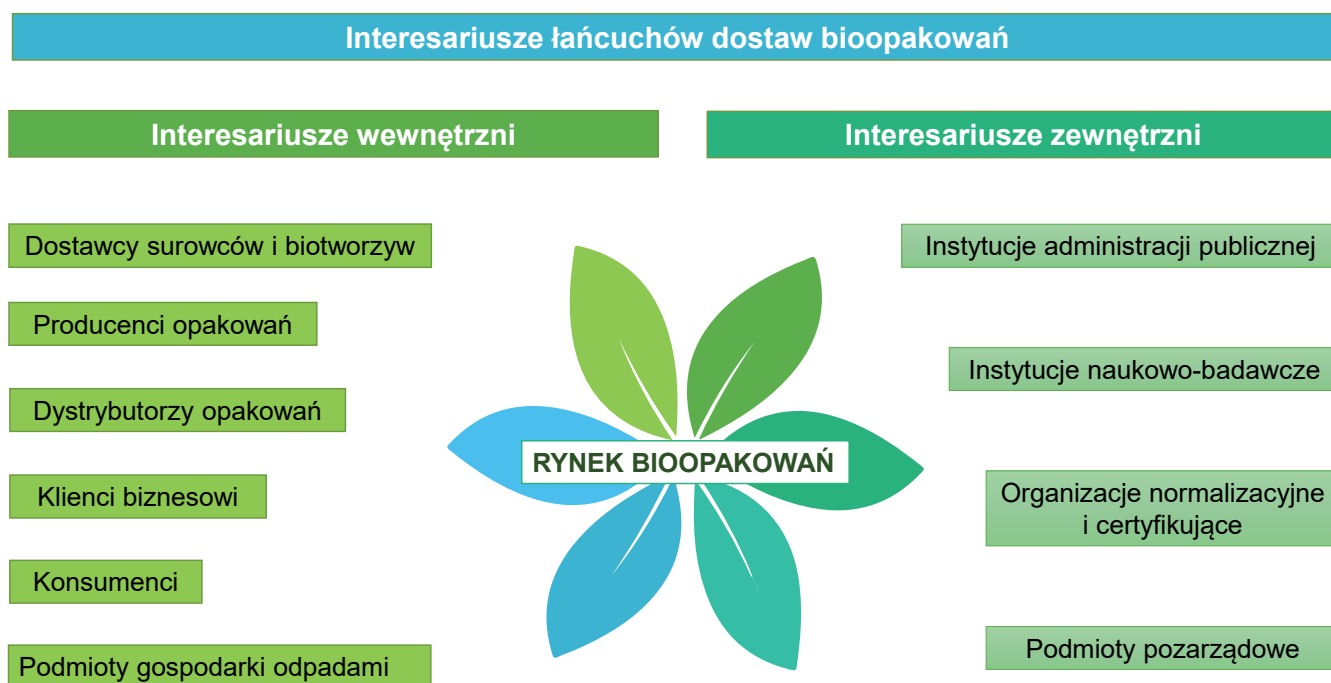 Interesariusze łańcuchów dostaw bioopakowań
Interesariusze wewnętrzni
Interesariusze zewnętrzni
Dostawcy surowców i biotworzyw
Producenci opakowań
Dystrybutorzy opakowań
Klienci biznesowi
Konsumenci
Podmioty gospodarki odpadami
RYNEK BIOOPAKOWAŃ
Instytucje administracji publicznej
Instytucje naukowo-badawcze
Organizacje normalizacyjne
i certyfikujące
Podmioty pozarządowe